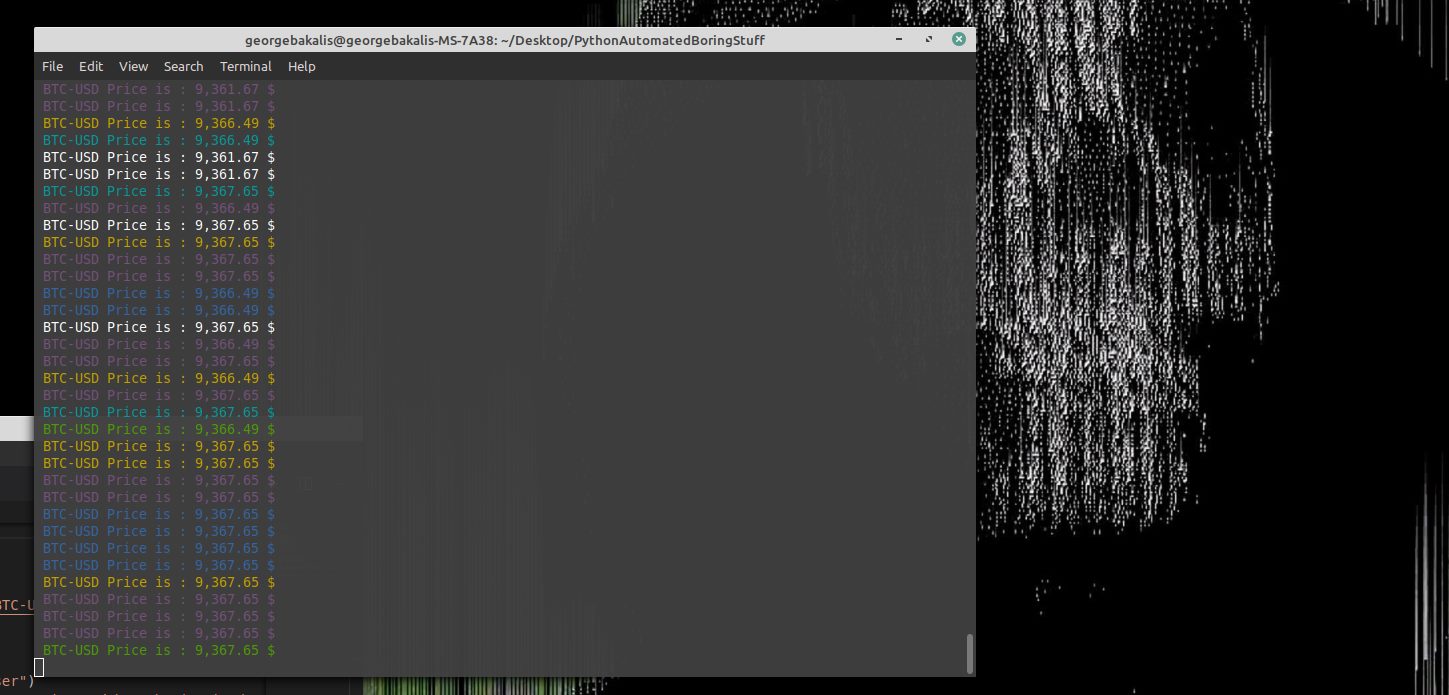 georgebakalis@georgebakalis-MS-7A38: ~/Desktop/PythonAutomatedBoringStuff
File Edit View Search Terminal Help
BTC-USD Price is : 9,361.67 $
BTC-USD Price is : 9,361.67 $
BTC-USD Price is : 9,366.49 $
BTC-USD Price is : 9,366.49 $
BTC-USD Price is : 9,361.67 $
BTC-USD Price is : 9,361.67 $
BTC-USD Price is : 9,367.65 $
BTC-USD Price is : 9,366.49 $
BTC-USD Price is : 9,367.65 $
BTC-USD Price is : 9,367.65 $
BTC-USD Price is : 9,367.65 $
BTC-USD Price is : 9,367.65 $
BTC-USD Price is : 9,366.49 $
BTC-USD Price is : 9,366.49 $
BTC-USD Price is : 9,367.65 $
BTC-USD Price is : 9,366.49 $
BTC-USD Price is : 9,367.65 $
BTC-USD Price is : 9,366.49 $
BTC-USD Price is : 9,367.65 $
BTC-USD Price is : 9,367.65 $
BTC-USD Price is : 9,366.49 $
BTC-USD Price is : 9,367.65 $
BTC-USD Price is : 9,367.65 $
BTC-USD Price is : 9,367.65 $
BTC-USD Price is : 9,367.65 $
BTC-USD Price is : 9,367.65 $
BTC-USD Price is : 9,367.65 $
BTC-USD Price is : 9,367.65 $
BTC-USD Price is : 9,367.65 $
BTC-USD Price is : 9,367.65 $
BTC-USD Price is : 9,367.65 $
BTC-USD Price is : 9,367.65 $
BTC-USD Price is : 9,367.65 $
BTC-USD Price is : 9,367.65 $
BTC-U
ser")